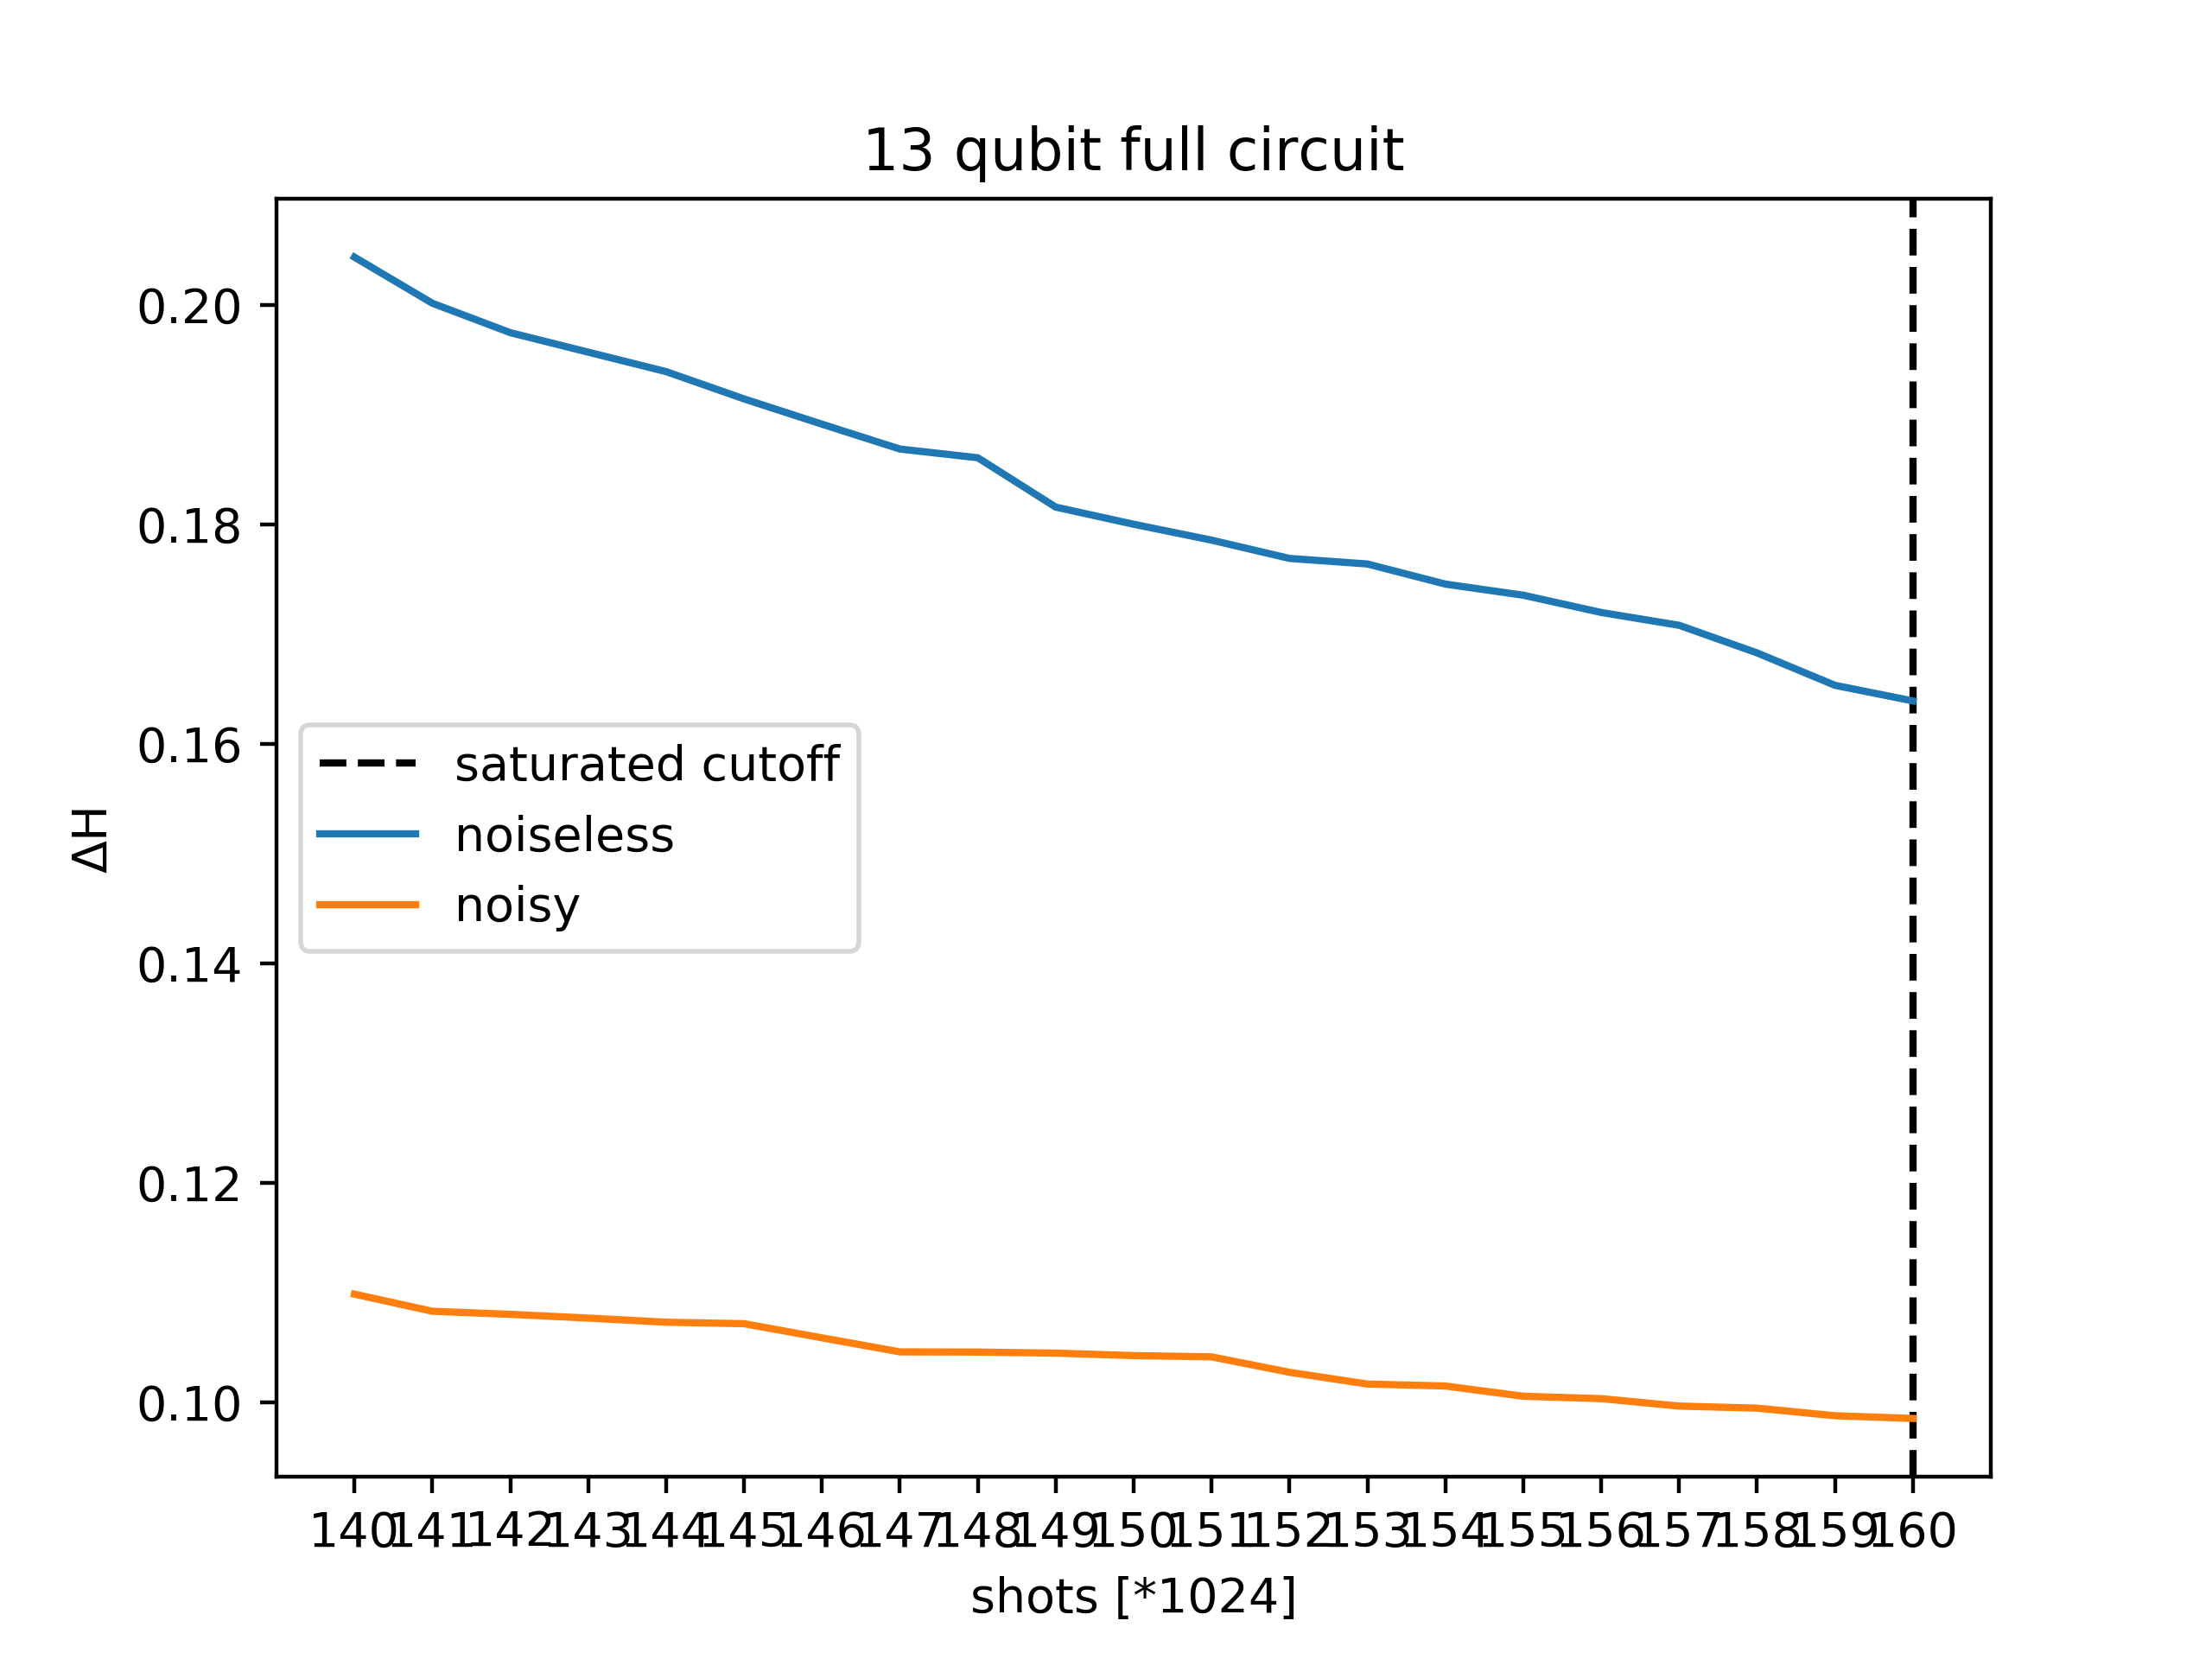 13 qubit full circuit
0.20
0.18
0.16
0.14
0.12
0.10
ΔH
saturated cutoff
noiseless
noisy
140 141 142 143 144 145 146 147 148 149 150 151 152 153 154 155 156 157 158 159 160
shots [*1024]